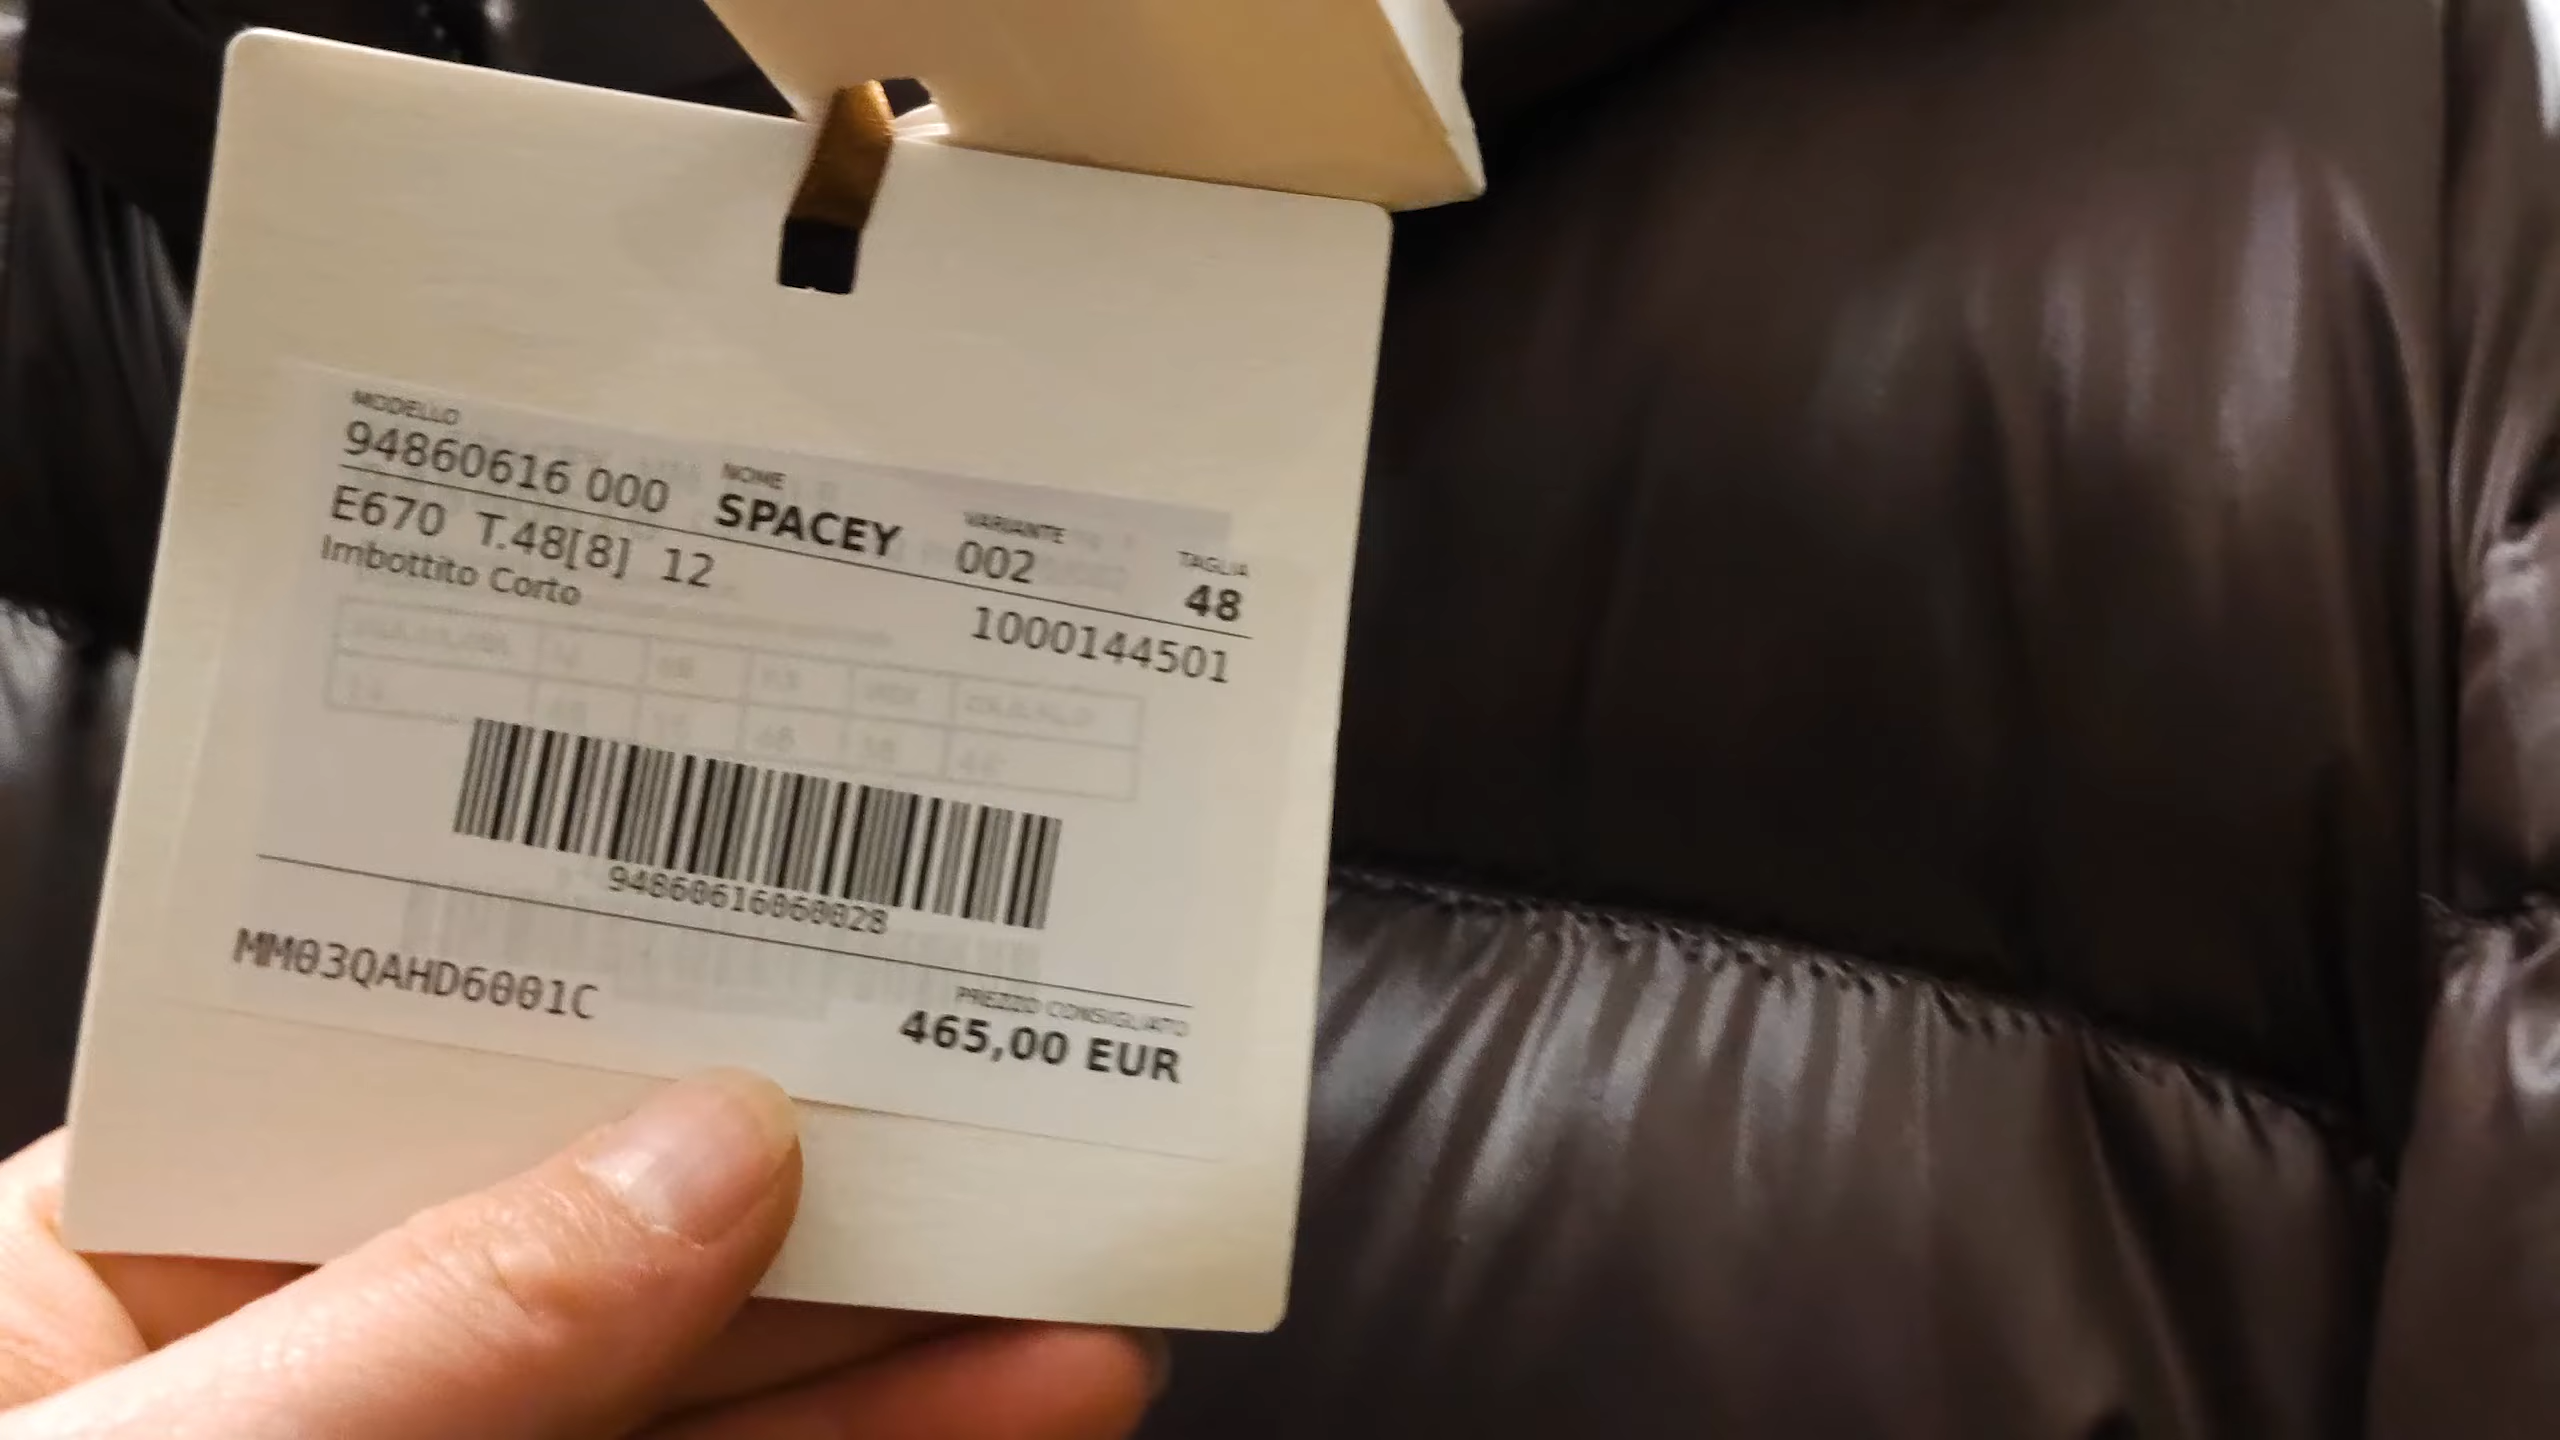 MODELLO
94860616 000
NOME
SPACEY
VARIANTE
002
TAGLIA
48
E670 T.48[8] 12
1000144501
Imbottito Corto
94860616060028
MM03QAHD6001C
PREZZO CONSIGLIATO
465,00 EUR